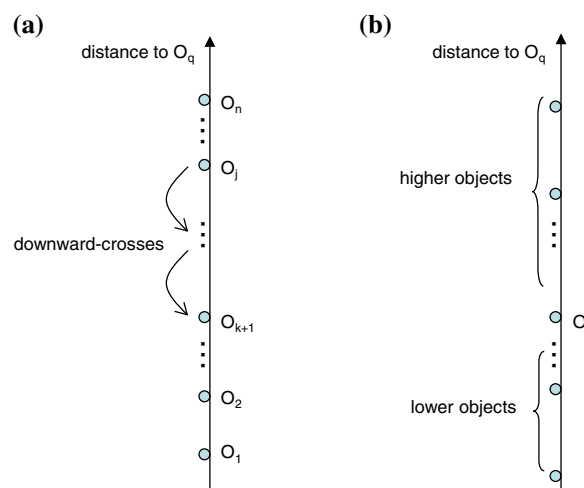 (a)
distance to Oq
On
Oj
downward-crosses
Ok+1
O2
O1
(b)
distance to Oq
higher objects
O
lower objects